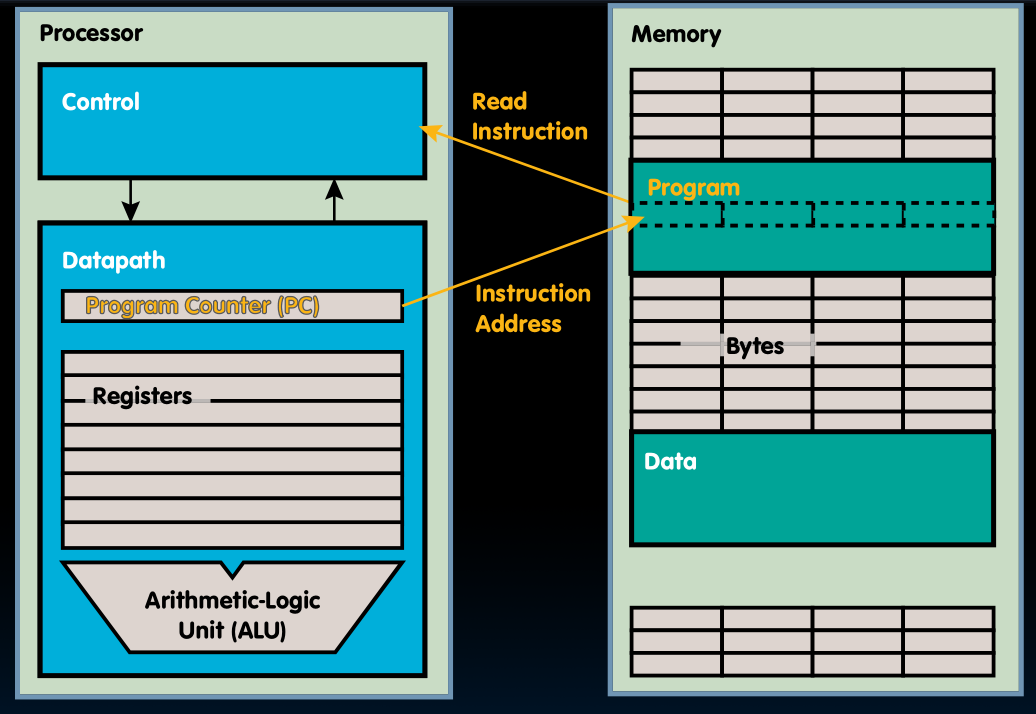 Processor
Control
Datapath
Program Counter (PC)
Registers
Arithmetic-Logic
Unit (ALU)
Read
Instruction
Instruction
Address
Memory
Program
Bytes
Data